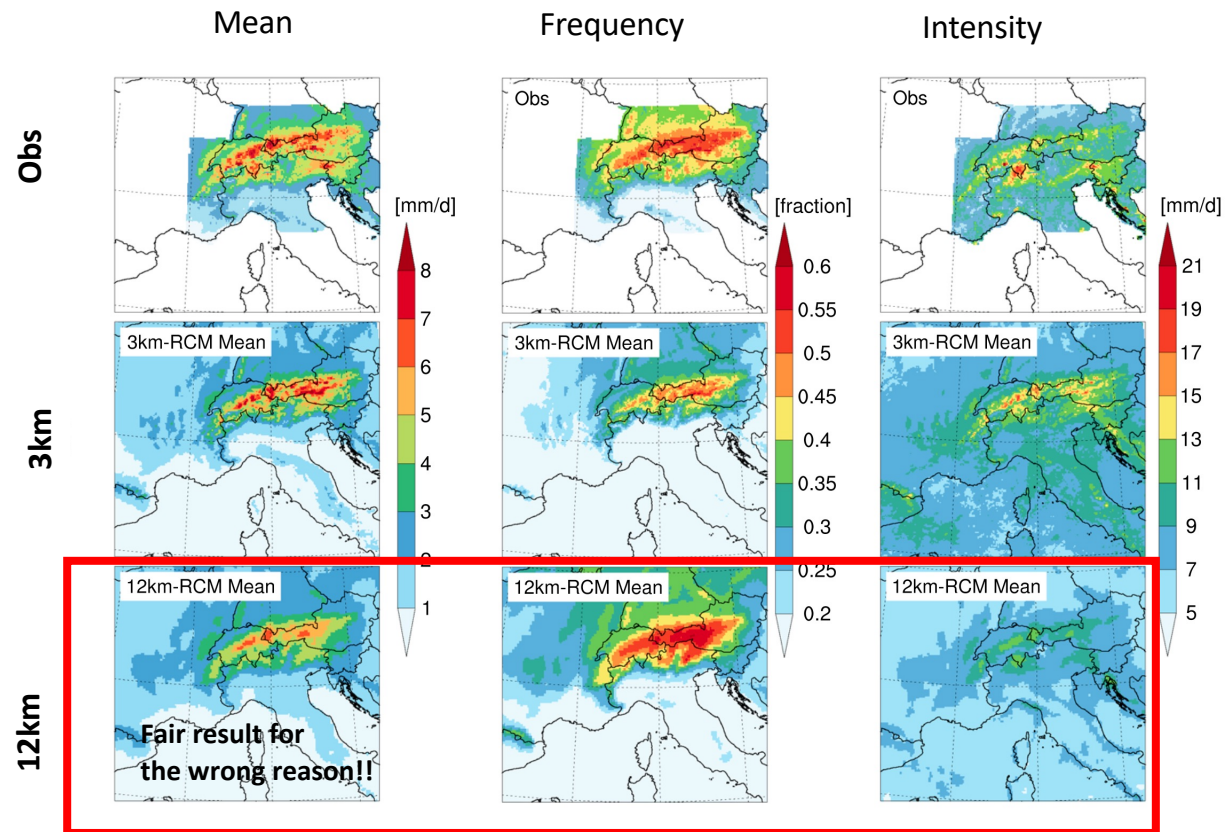 Mean
Frequency
Intensity
Obs
Obs
Obs
[mm/d]
8
7
6
5
4
3
2
1
[fraction]
0.6
0.55
0.5
0.45
0.4
0.35
0.3
0.25
0.2
[mm/d]
21
19
17
15
13
11
9
7
5
3km
3km-RCM Mean
3km-RCM Mean
3km-RCM Mean
12km
12km-RCM Mean
12km-RCM Mean
12km-RCM Mean
Fair result for
the wrong reason!!